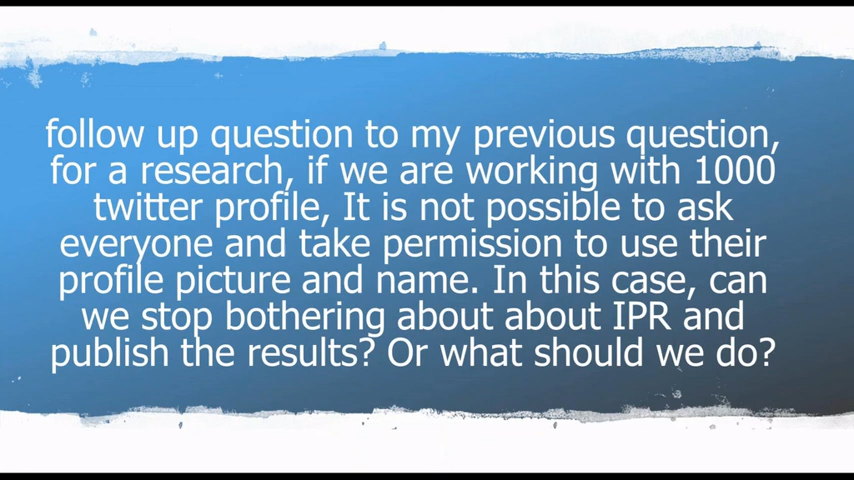 follow up question to my previous question,
for a research, if we are working with 1000
twitter profile, It is not possible to ask
everyone and take permission to use their
profile picture and name. In this case, can
we stop bothering about about IPR and
publish the results? Or what should we do?